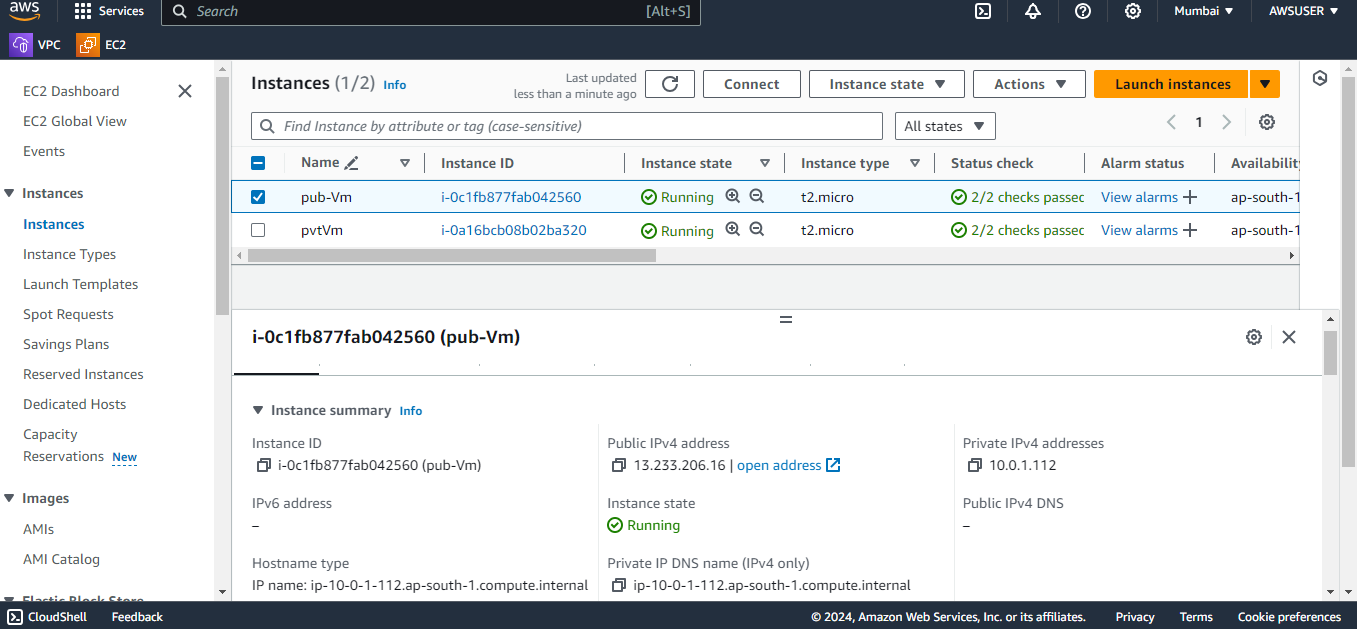 aws Services Search [Alt+S] Mumbai AWSUSER
VPC EC2
EC2 Dashboard
EC2 Global View
Events
Instances
Instances
Instance Types
Launch Templates
Spot Requests
Savings Plans
Reserved Instances
Dedicated Hosts
Capacity
Reservations New
Images
AMIs
AMI Catalog
Elastic Block Store
Instances (1/2) Info
Last updated
less than a minute ago
Connect Instance state Actions Launch instances
Find Instance by attribute or tag (case-sensitive) All states 1
Name Instance ID Instance state Instance type Status check Alarm status Availability
pub-Vm i-0c1fb877fab042560 Running t2.micro 2/2 checks passed View alarms ap-south-1
pvtVm i-0a16bcb08b02ba320 Running t2.micro 2/2 checks passed View alarms ap-south-1
i-0c1fb877fab042560 (pub-Vm)
Instance summary Info
Instance ID
i-0c1fb877fab042560 (pub-Vm)
Public IPv4 address
13.233.206.16 | open address
Private IPv4 addresses
10.0.1.112
IPv6 address
–
Instance state
Running
Public IPv4 DNS
–
Hostname type
IP name: ip-10-0-1-112.ap-south-1.compute.internal
Private IP DNS name (IPv4 only)
ip-10-0-1-112.ap-south-1.compute.internal
CloudShell Feedback © 2024, Amazon Web Services, Inc. or its affiliates. Privacy Terms Cookie preferences